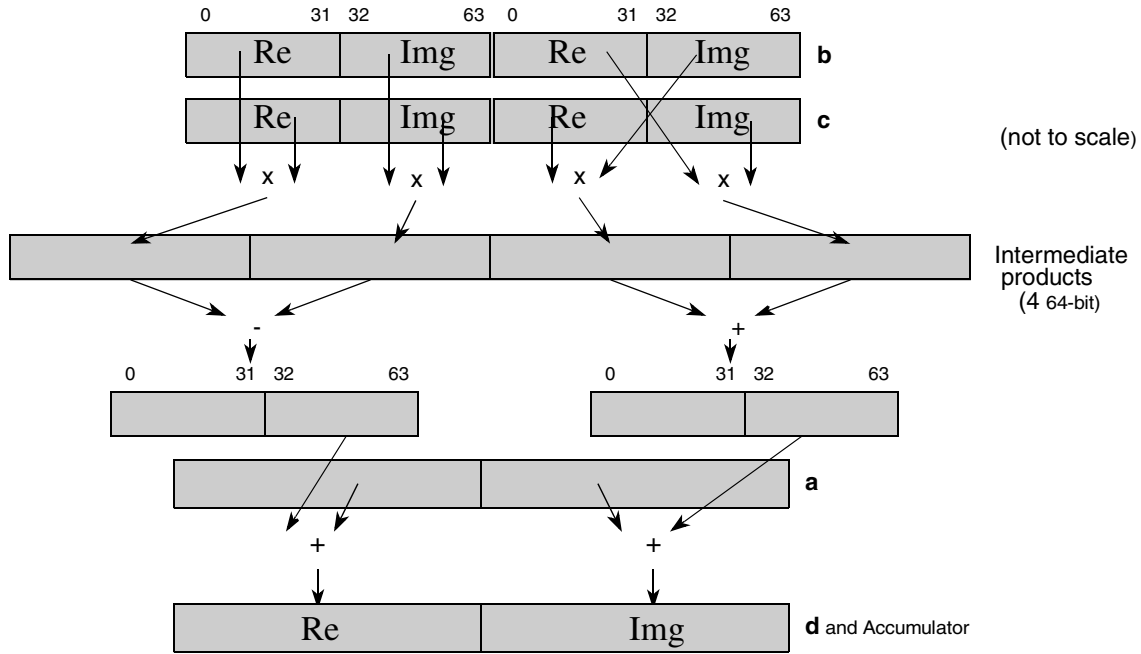 0 31 32 63 0 31 32 63
Re Img Re Img b
Re Img Re Img c
(not to scale)
x x x x
Intermediate
products
(4 64-bit)
- +
0 31 32 63 0 31 32 63
a
+ +
Re Img d and Accumulator